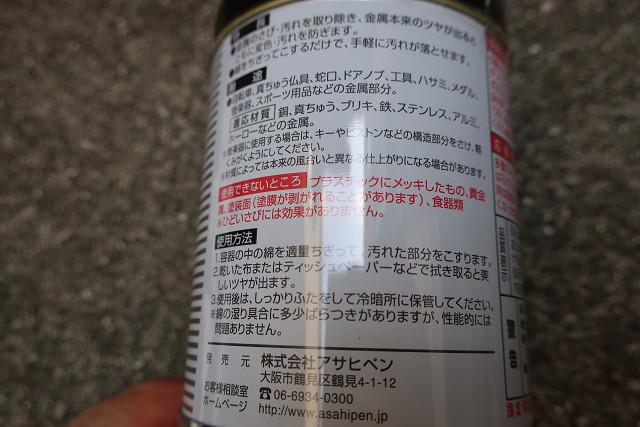 ●金属のさび・汚れを取り除き、金属本来のツヤが出ると
ともに変色・汚れを防ぎます。
●綿をちぎってこするだけで、手軽に汚れが落とせます。
用 途
●自転車、真ちゅう仏具、蛇口、ドアノブ、工具、ハサミ、メダル、
管楽器、スポーツ用品などの金属部分。
適応材質 銅、真ちゅう、ブリキ、鉄、ステンレス、アルミ、
ホーローなどの金属。
※管楽器に使用する場合は、キーやピストンなどの構造部分をさけ、軽
くみがくようにしてください。
※材質によっては本来の風合いと異なる仕上がりになる場合があります。
使用できないところ プラスチックにメッキしたもの、貴金
属、塗装面(塗膜が剥がれることがあります)、食器類
※ひどいさびには効果がありません。
使用方法
1.容器の中の綿を適量ちぎって、汚れた部分をこすります。
2.乾いた布またはティッシュペーパーなどで拭き取ると美
しいツヤが出ます。
3.使用後は、しっかりふたをして冷暗所に保管してください。
※綿の湿り具合に多少ばらつきがありますが、性能的には
問題ありません。
発 売 元 株式会社アサヒペン
大阪市鶴見区鶴見4-1-12
お客様相談室 ☎06-6934-0300
ホームページ http://www.asahipen.jp/
警告